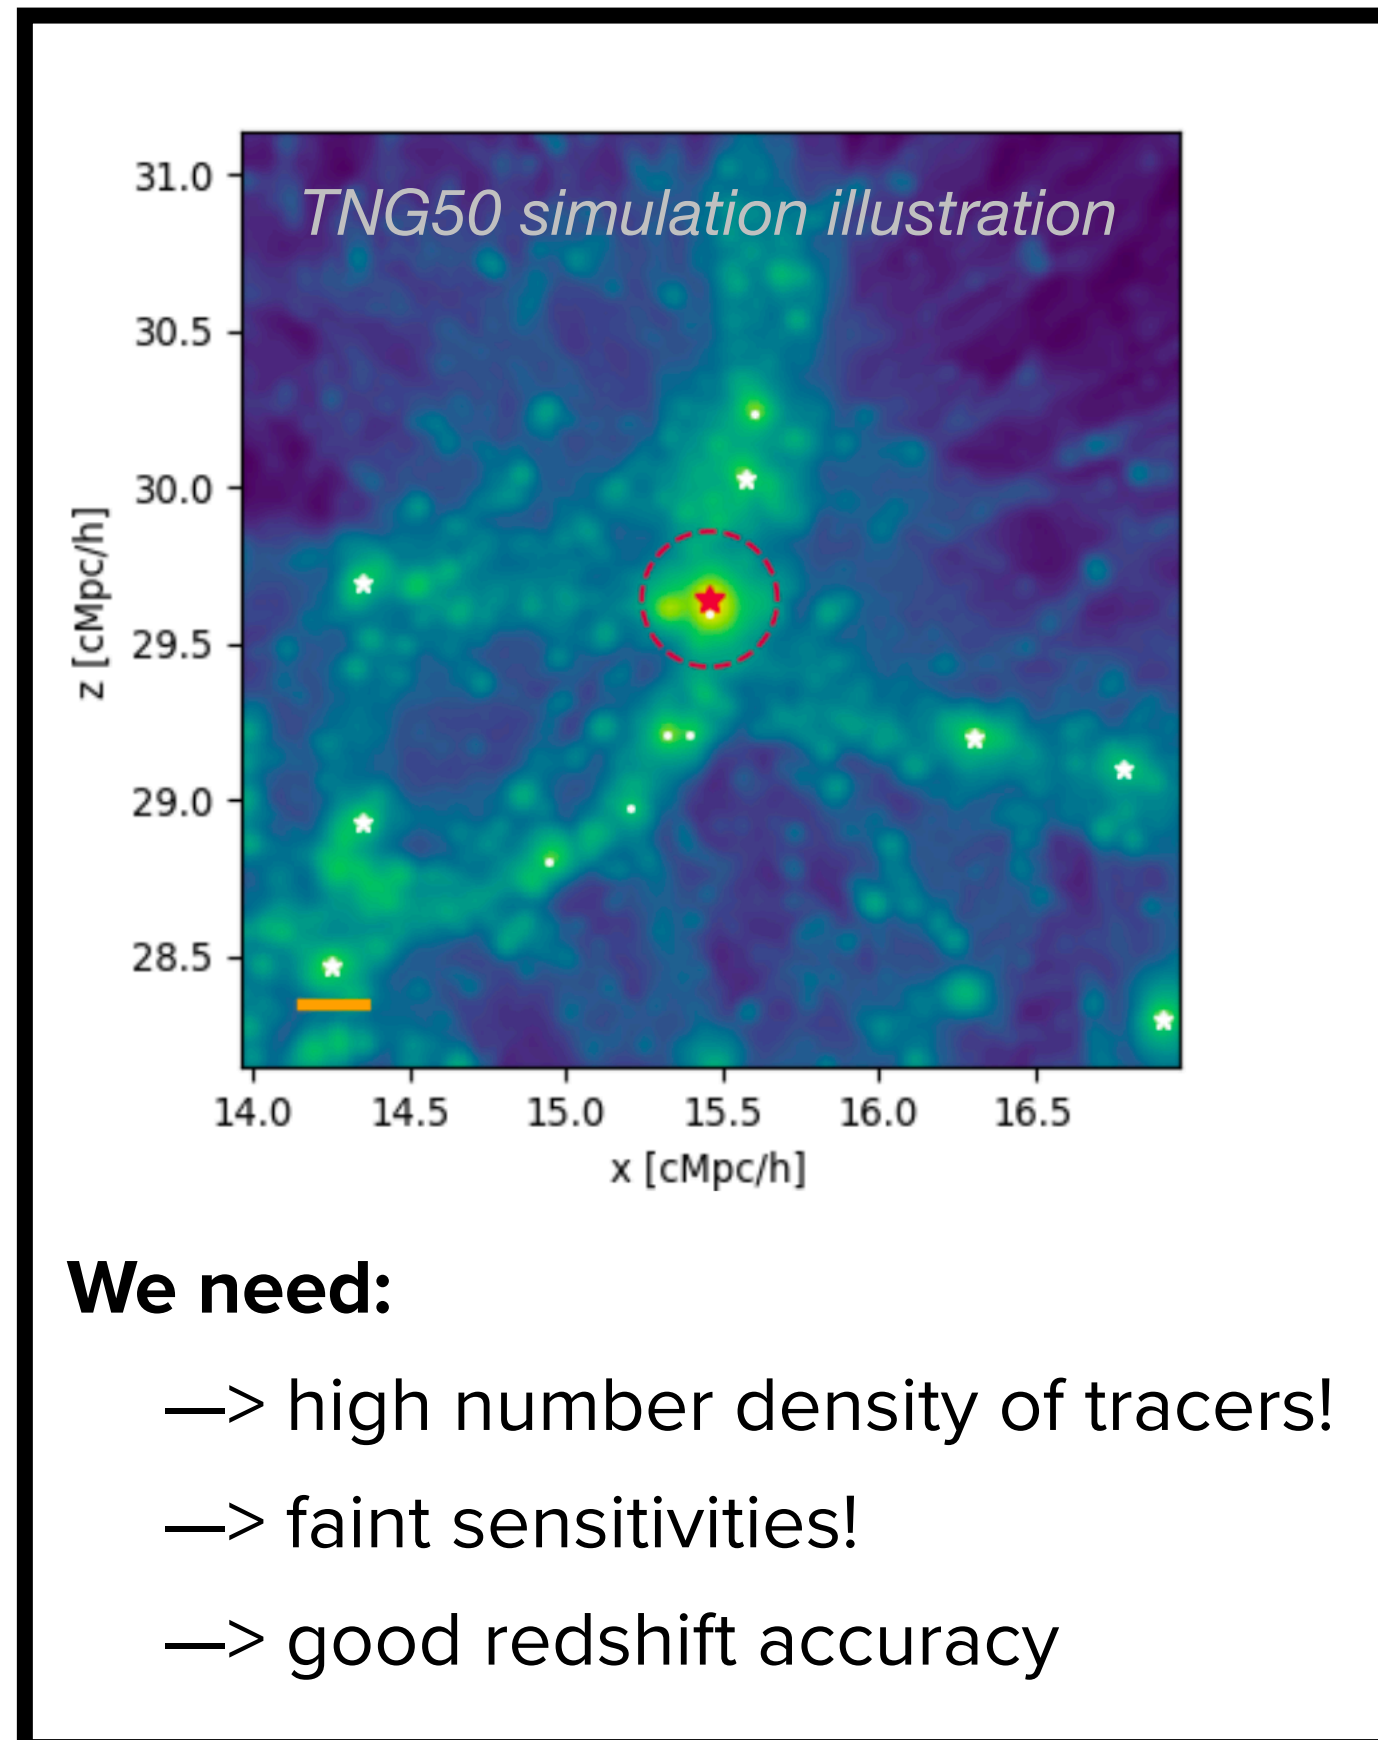 TNG50 simulation illustration
31.0
30.5
30.0
29.5
29.0
28.5
z [cMpc/h]
14.0 14.5 15.0 15.5 16.0 16.5
x [cMpc/h]
We need:
—> high number density of tracers!
—> faint sensitivities!
—> good redshift accuracy